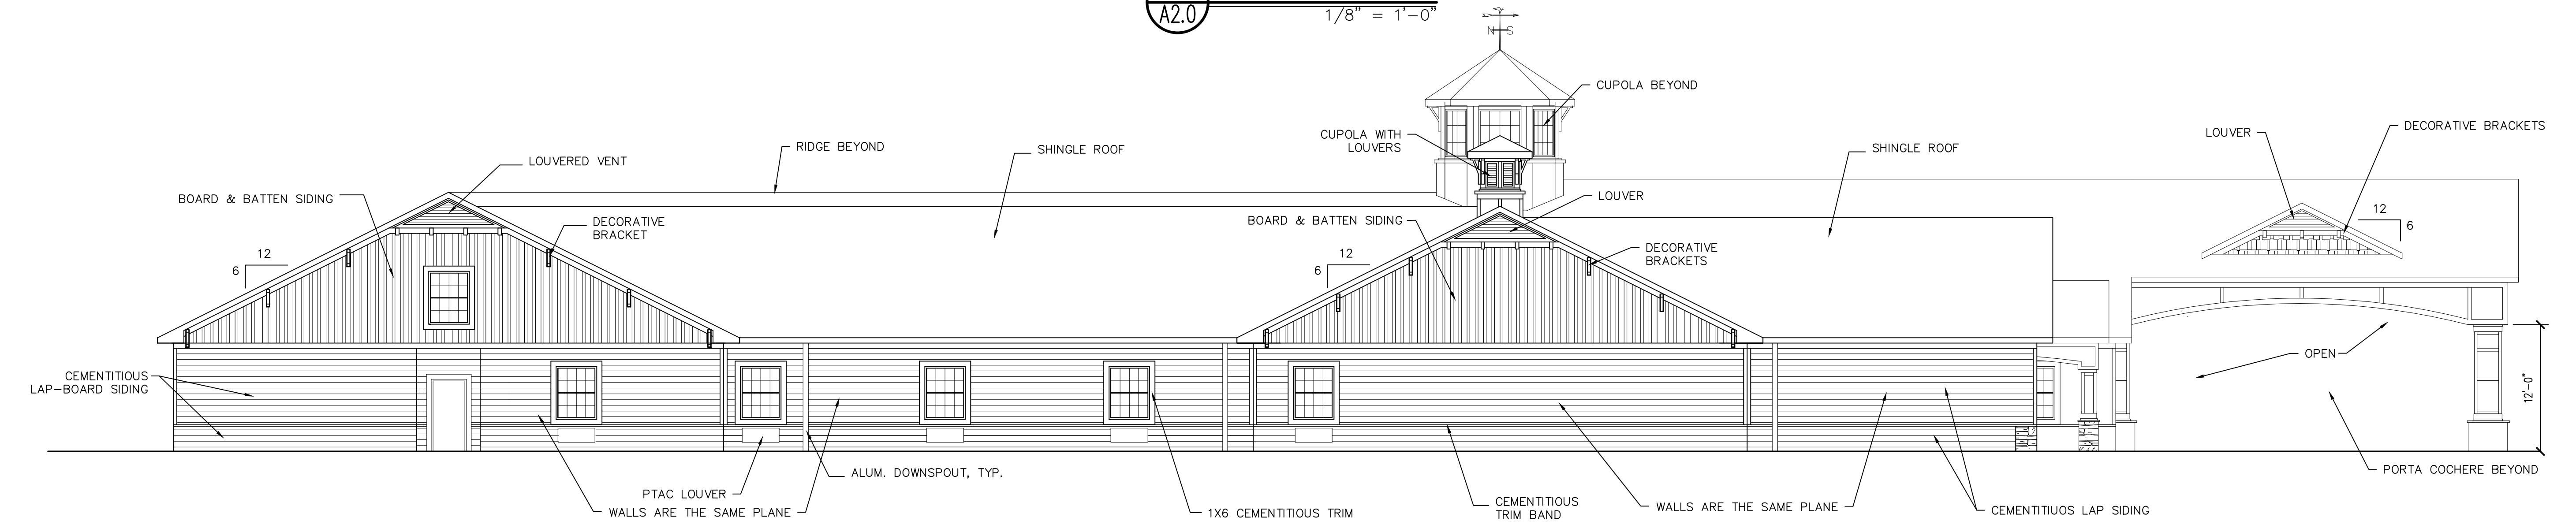 A2.0
1/8" = 1'-0"
N S
CUPOLA BEYOND
CUPOLA WITH
LOUVERS
DECORATIVE BRACKETS
LOUVER
RIDGE BEYOND
SHINGLE ROOF
SHINGLE ROOF
LOUVERED VENT
BOARD & BATTEN SIDING
DECORATIVE
BRACKET
LOUVER
BOARD & BATTEN SIDING
DECORATIVE
BRACKETS
12
6
12
6
12
6
CEMENTITIOUS
LAP-BOARD SIDING
OPEN
12'-0"
PORTA COCHERE BEYOND
ALUM. DOWNSPOUT, TYP.
PTAC LOUVER
WALLS ARE THE SAME PLANE
1X6 CEMENTITIOUS TRIM
CEMENTITIOUS
TRIM BAND
WALLS ARE THE SAME PLANE
CEMENTITIUOS LAP SIDING